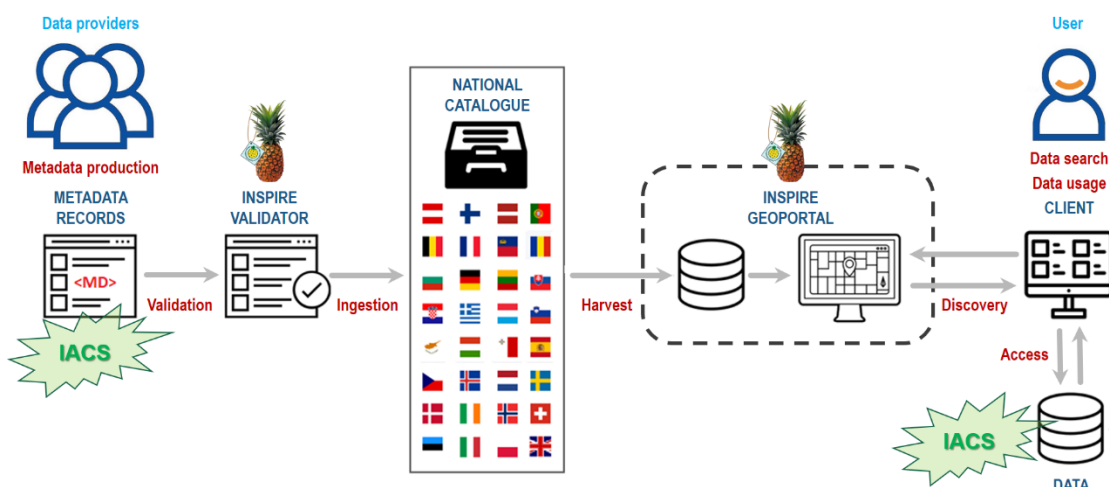 Data providers
Metadata production
METADATA
RECORDS
<MD>
IACS
Validation
INSPIRE
VALIDATOR
Ingestion
NATIONAL
CATALOGUE
Harvest
INSPIRE
GEOPORTAL
Discovery
User
Data search
Data usage
CLIENT
Access
IACS
DATA